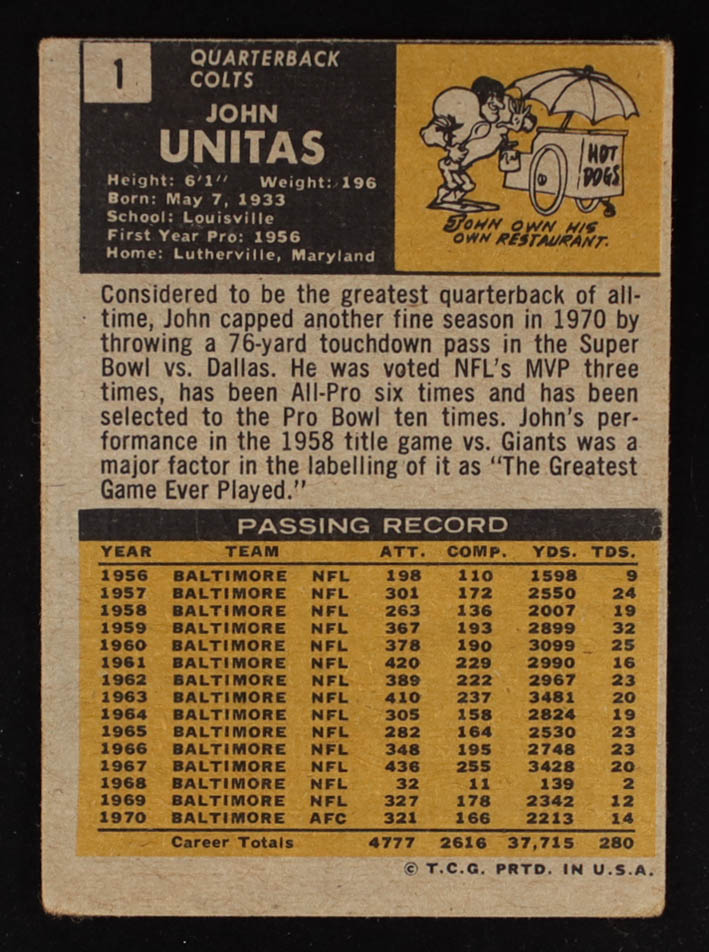 1
QUARTERBACK
COLTS
JOHN
UNITAS
Height: 6'1" Weight: 196
Born: May 7, 1933
School: Louisville
First Year Pro: 1956
Home: Lutherville, Maryland
HOT
DOGS
JOHN OWN HIS
OWN RESTAURANT.
Considered to be the greatest quarterback of all-
time, John capped another fine season in 1970 by
throwing a 76-yard touchdown pass in the Super
Bowl vs. Dallas. He was voted NFL's MVP three
times, has been All-Pro six times and has been
selected to the Pro Bowl ten times. John's per-
formance in the 1958 title game vs. Giants was a
major factor in the labelling of it as "The Greatest
Game Ever Played."
PASSING RECORD
YEAR TEAM ATT. COMP. YDS. TDS.
1956 BALTIMORE NFL 198 110 1598 9
1957 BALTIMORE NFL 301 172 2550 24
1958 BALTIMORE NFL 263 136 2007 19
1959 BALTIMORE NFL 367 193 2899 32
1960 BALTIMORE NFL 378 190 3099 25
1961 BALTIMORE NFL 420 229 2990 16
1962 BALTIMORE NFL 389 222 2967 23
1963 BALTIMORE NFL 410 237 3481 20
1964 BALTIMORE NFL 305 158 2824 19
1965 BALTIMORE NFL 282 164 2530 23
1966 BALTIMORE NFL 348 195 2748 23
1967 BALTIMORE NFL 436 255 3428 20
1968 BALTIMORE NFL 32 11 139 2
1969 BALTIMORE NFL 327 178 2342 12
1970 BALTIMORE AFC 321 166 2213 14
Career Totals 4777 2616 37,715 280
© T.C.G. PRTD. IN U.S.A.